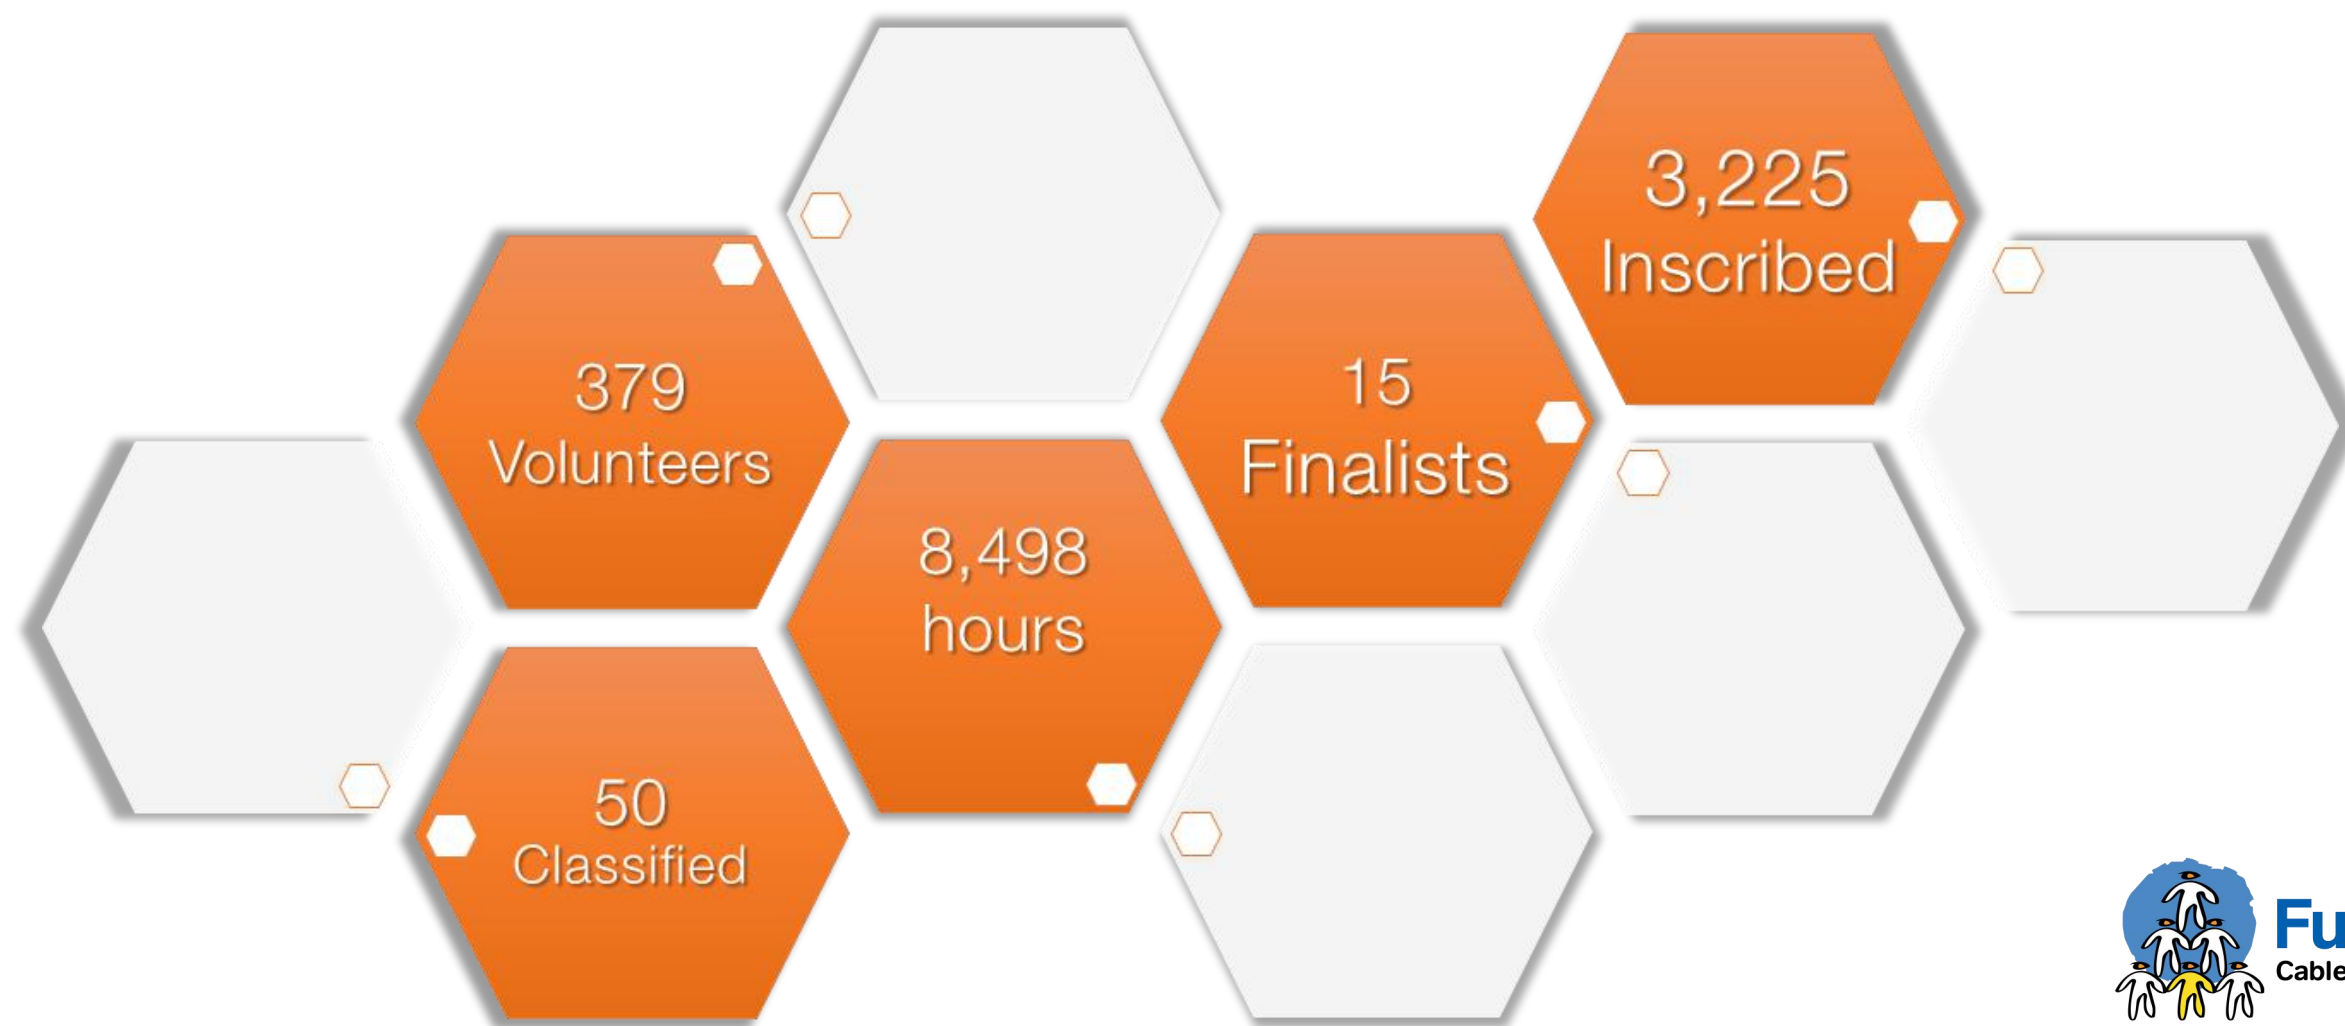 3,225
Inscribed
379
Volunteers
15
Finalists
8,498
hours
50
Classified
Fu
Cable